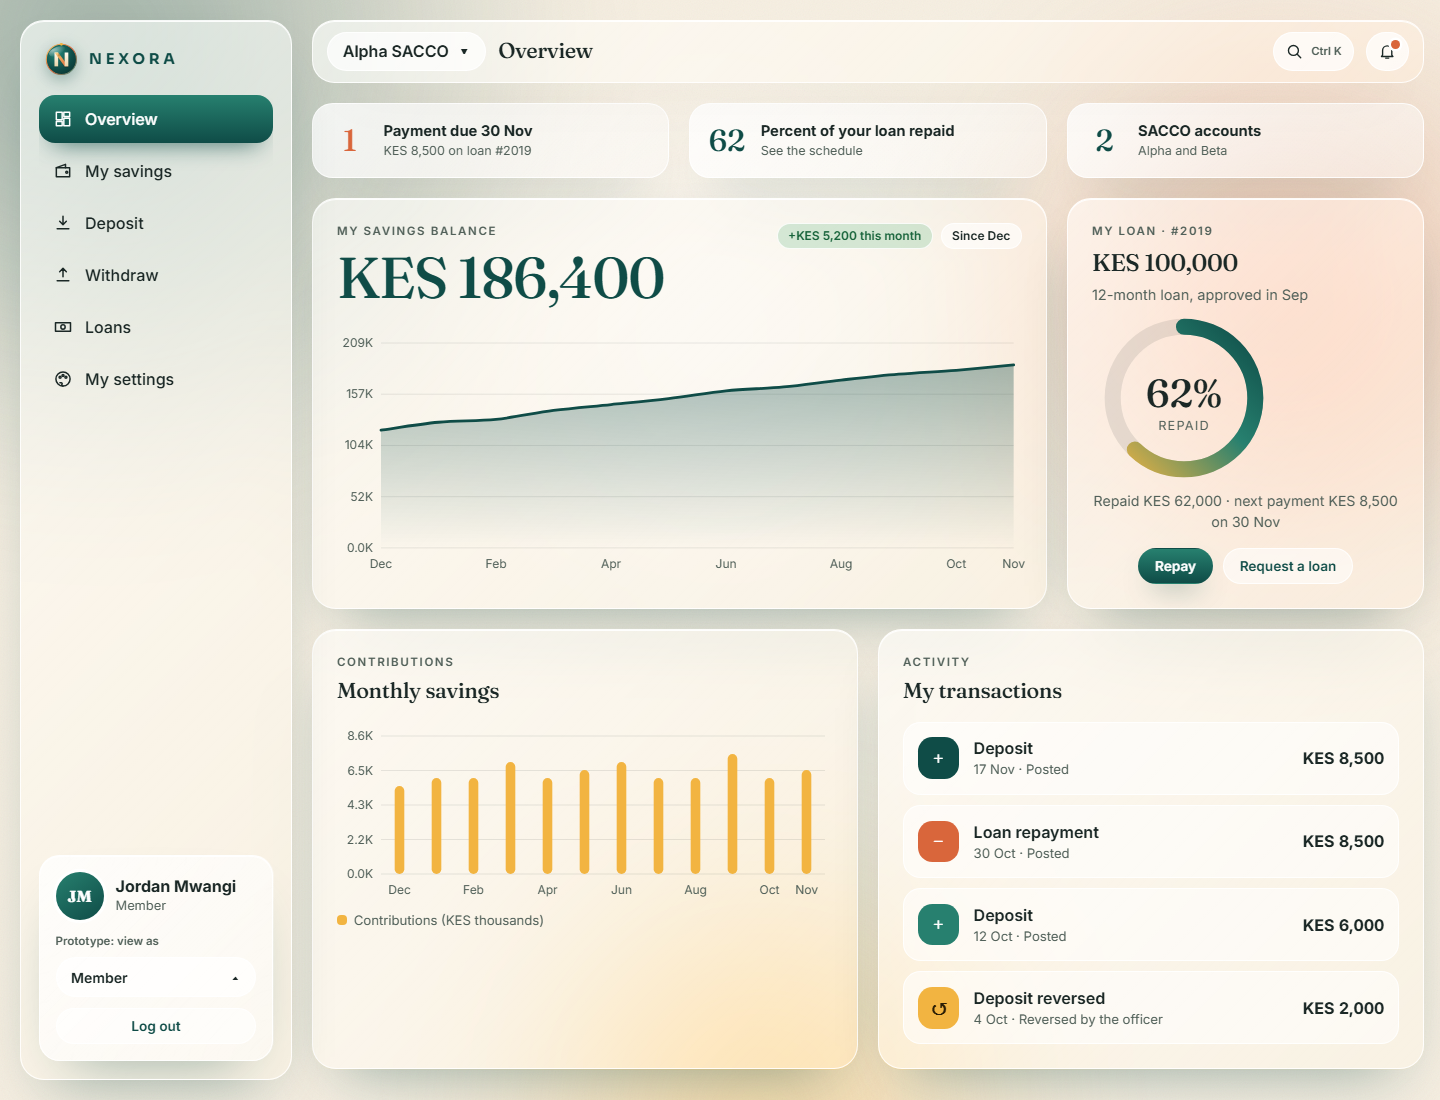 N NEXORA
Overview
My savings
Deposit
Withdraw
Loans
My settings
JM
Jordan Mwangi
Member
Prototype: view as
Member
Log out
Alpha SACCO
Overview
Ctrl K
1
Payment due 30 Nov
KES 8,500 on loan #2019
62
Percent of your loan repaid
See the schedule
2
SACCO accounts
Alpha and Beta
MY SAVINGS BALANCE
+KES 5,200 this month
Since Dec
KES 186,400
209K
157K
104K
52K
0.0K
Dec Feb Apr Jun Aug Oct Nov
MY LOAN · #2019
KES 100,000
12-month loan, approved in Sep
62%
REPAID
Repaid KES 62,000 · next payment KES 8,500
on 30 Nov
Repay
Request a loan
CONTRIBUTIONS
Monthly savings
8.6K
6.5K
4.3K
2.2K
0.0K
Dec Feb Apr Jun Aug Oct Nov
Contributions (KES thousands)
ACTIVITY
My transactions
+
Deposit
17 Nov · Posted
KES 8,500
−
Loan repayment
30 Oct · Posted
KES 8,500
+
Deposit
12 Oct · Posted
KES 6,000
↺
Deposit reversed
4 Oct · Reversed by the officer
KES 2,000